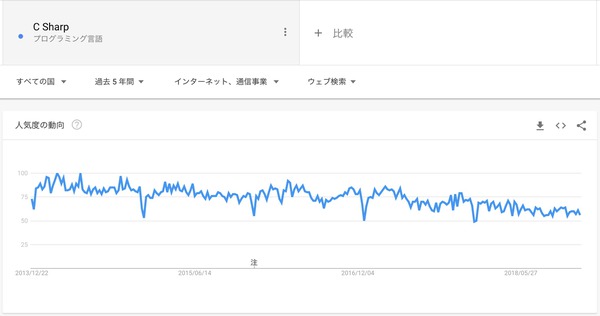 C Sharp
プログラミング言語
+ 比較
すべての国
過去 5 年間
インターネット、通信事業
ウェブ検索
人気度の動向
100
75
50
25
注
2013/12/22
2015/06/14
2016/12/04
2018/05/27